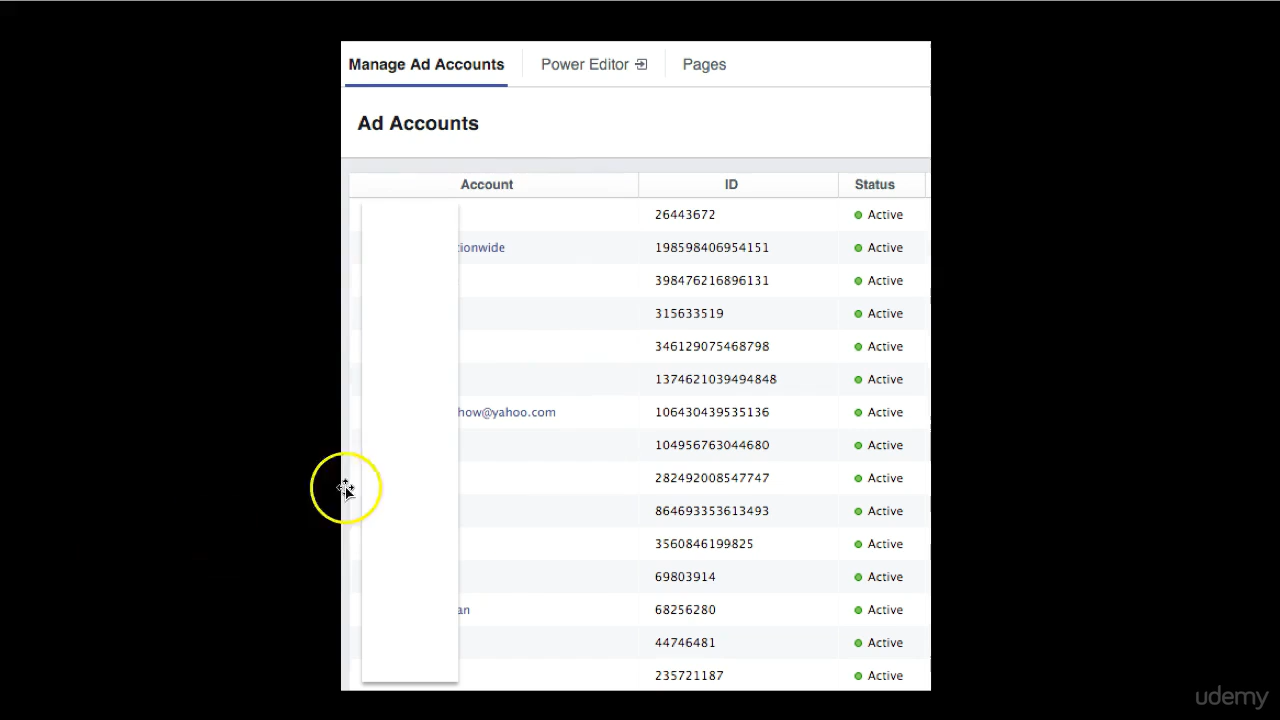 Manage Ad Accounts Power Editor Pages
Ad Accounts
Account ID Status
26443672 Active
tionwide 198598406954151 Active
398476216896131 Active
315633519 Active
346129075468798 Active
1374621039494848 Active
how@yahoo.com 106430439535136 Active
104956763044680 Active
282492008547747 Active
864693353613493 Active
3560846199825 Active
69803914 Active
an 68256280 Active
44746481 Active
235721187 Active
udemy